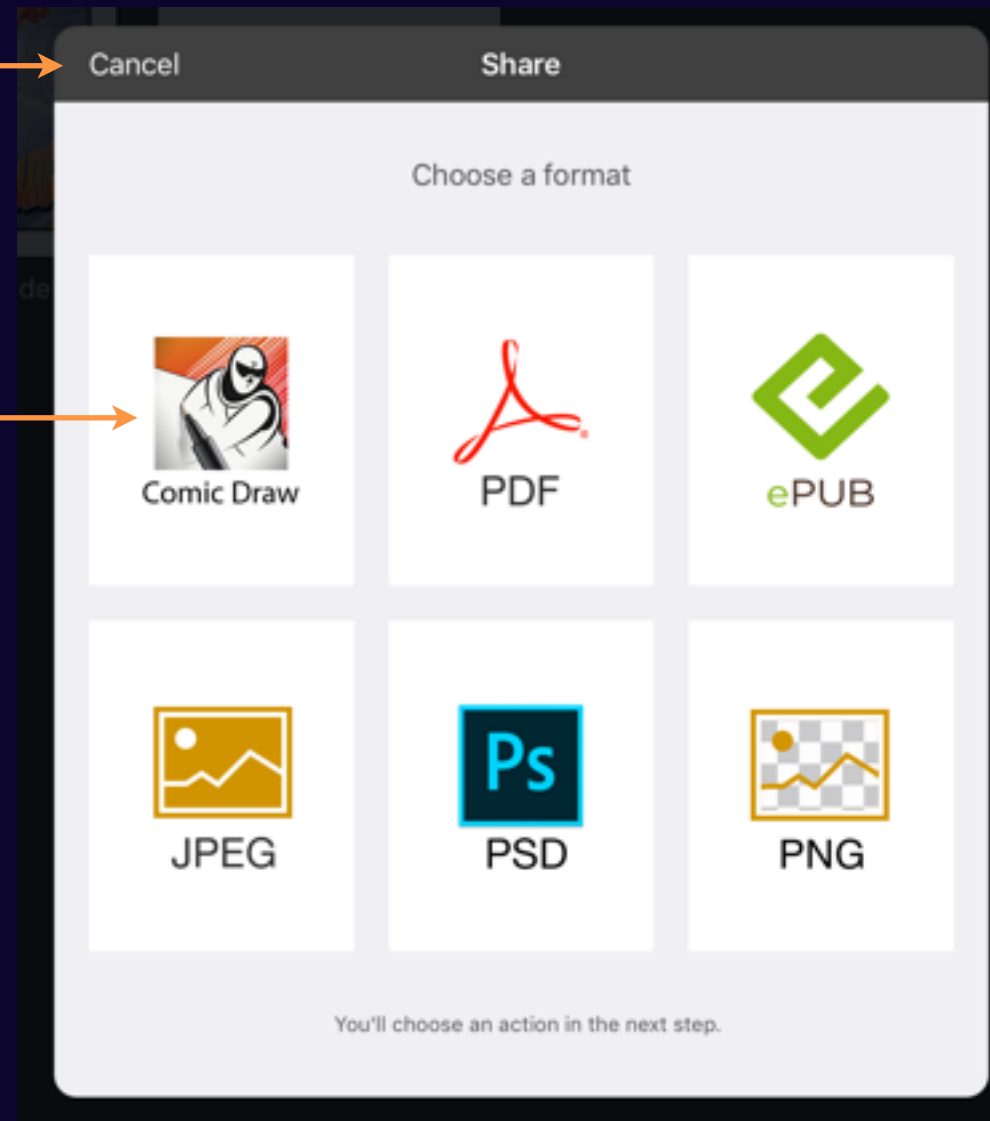 Cancel Share
Choose a format
Comic Draw PDF ePUB
Ps
JPEG PSD PNG
You'll choose an action in the next step.